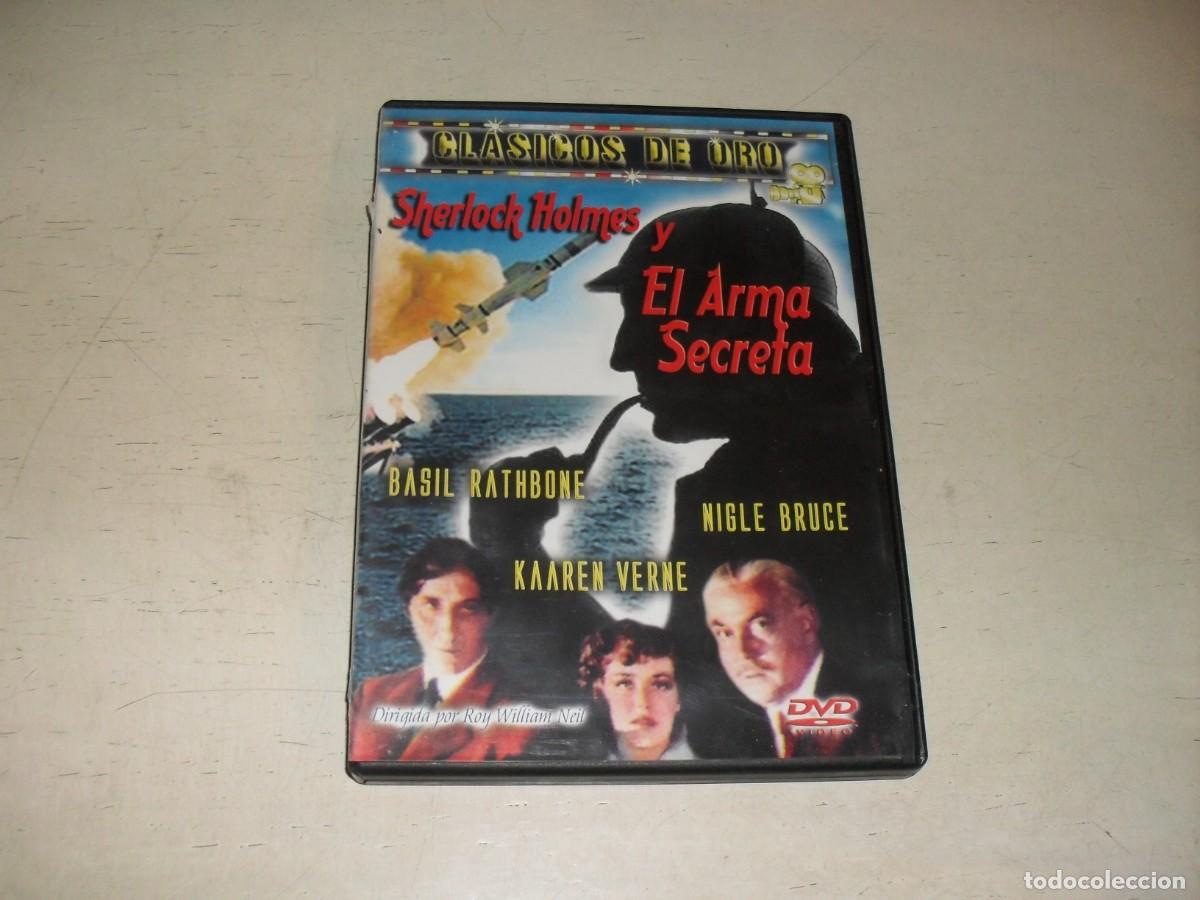 CLÁSICOS DE ORO
Sherlock Holmes
y
El Arma
Secreta
BASIL RATHBONE
NIGLE BRUCE
KAAREN VERNE
Dirigida por Roy William Neil
DVD
VIDEO
todocoleccion